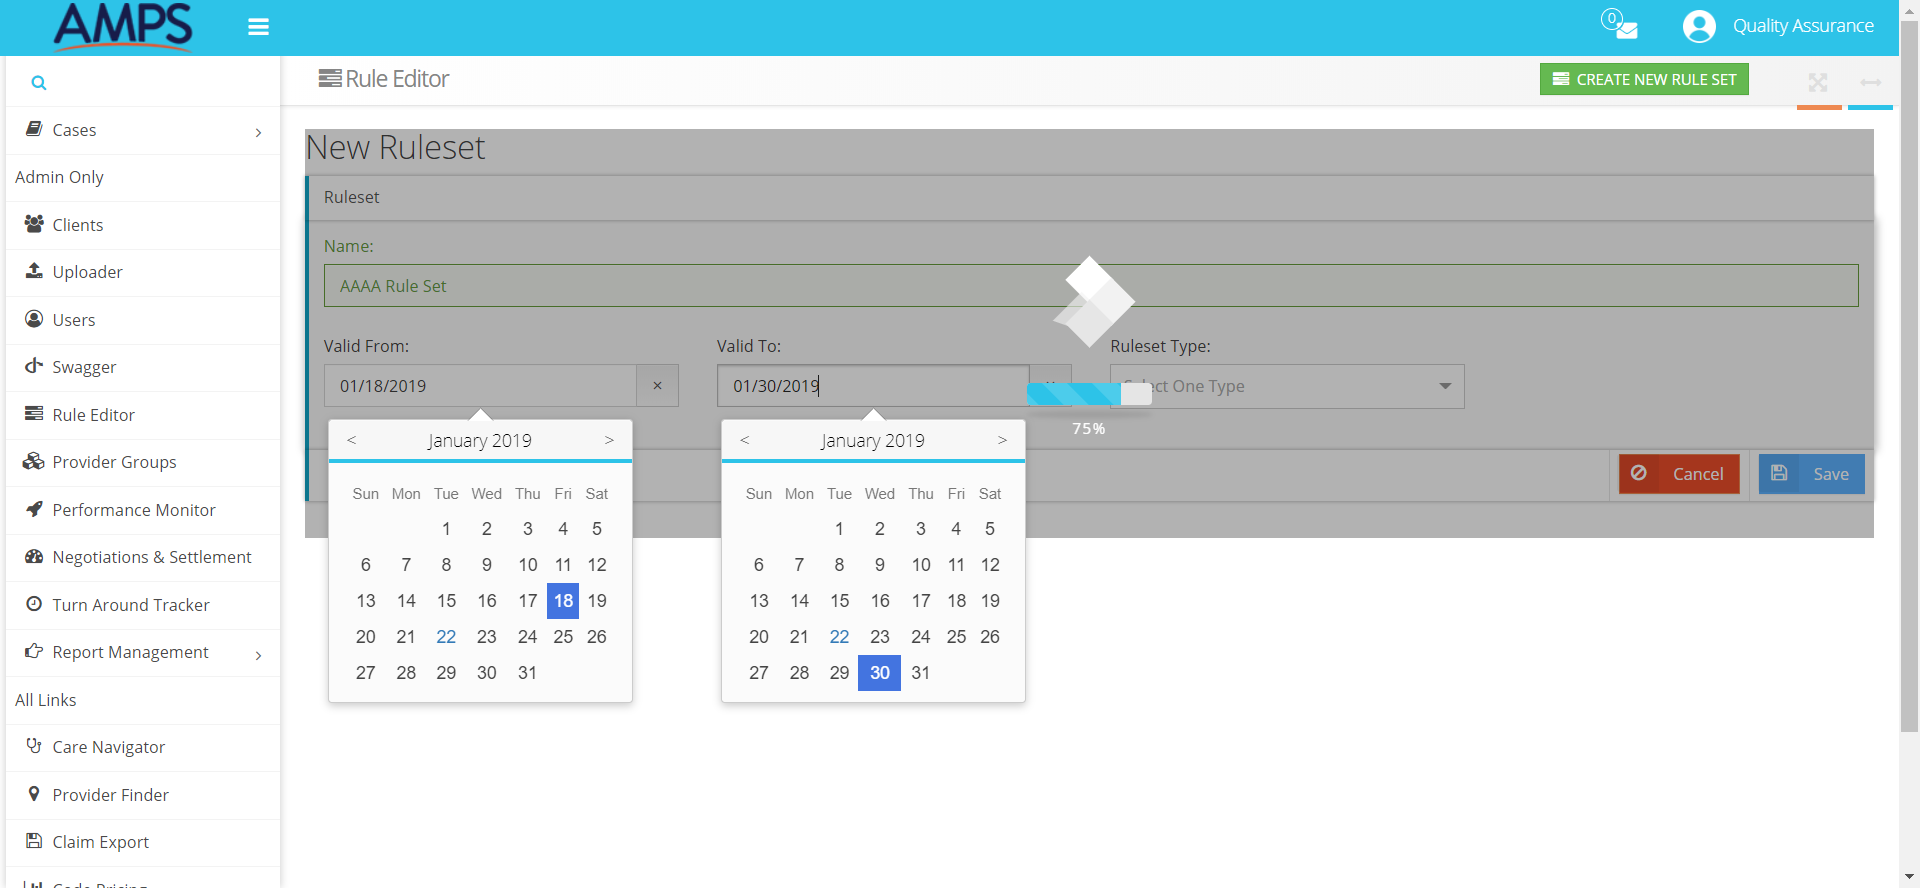 AMPS
0
Quality Assurance
Rule Editor
CREATE NEW RULE SET
Cases
Admin Only
Clients
Uploader
Users
Swagger
Rule Editor
Provider Groups
Performance Monitor
Negotiations & Settlement
Turn Around Tracker
Report Management
All Links
Care Navigator
Provider Finder
Claim Export
New Ruleset
Ruleset
Name:
AAAA Rule Set
Valid From: Valid To: Ruleset Type:
01/18/2019 × 01/30/2019 One Type
75%
Cancel Save
< January 2019 >
Sun Mon Tue Wed Thu Fri Sat
1 2 3 4 5
6 7 8 9 10 11 12
13 14 15 16 17 18 19
20 21 22 23 24 25 26
27 28 29 30 31
< January 2019 >
Sun Mon Tue Wed Thu Fri Sat
1 2 3 4 5
6 7 8 9 10 11 12
13 14 15 16 17 18 19
20 21 22 23 24 25 26
27 28 29 30 31